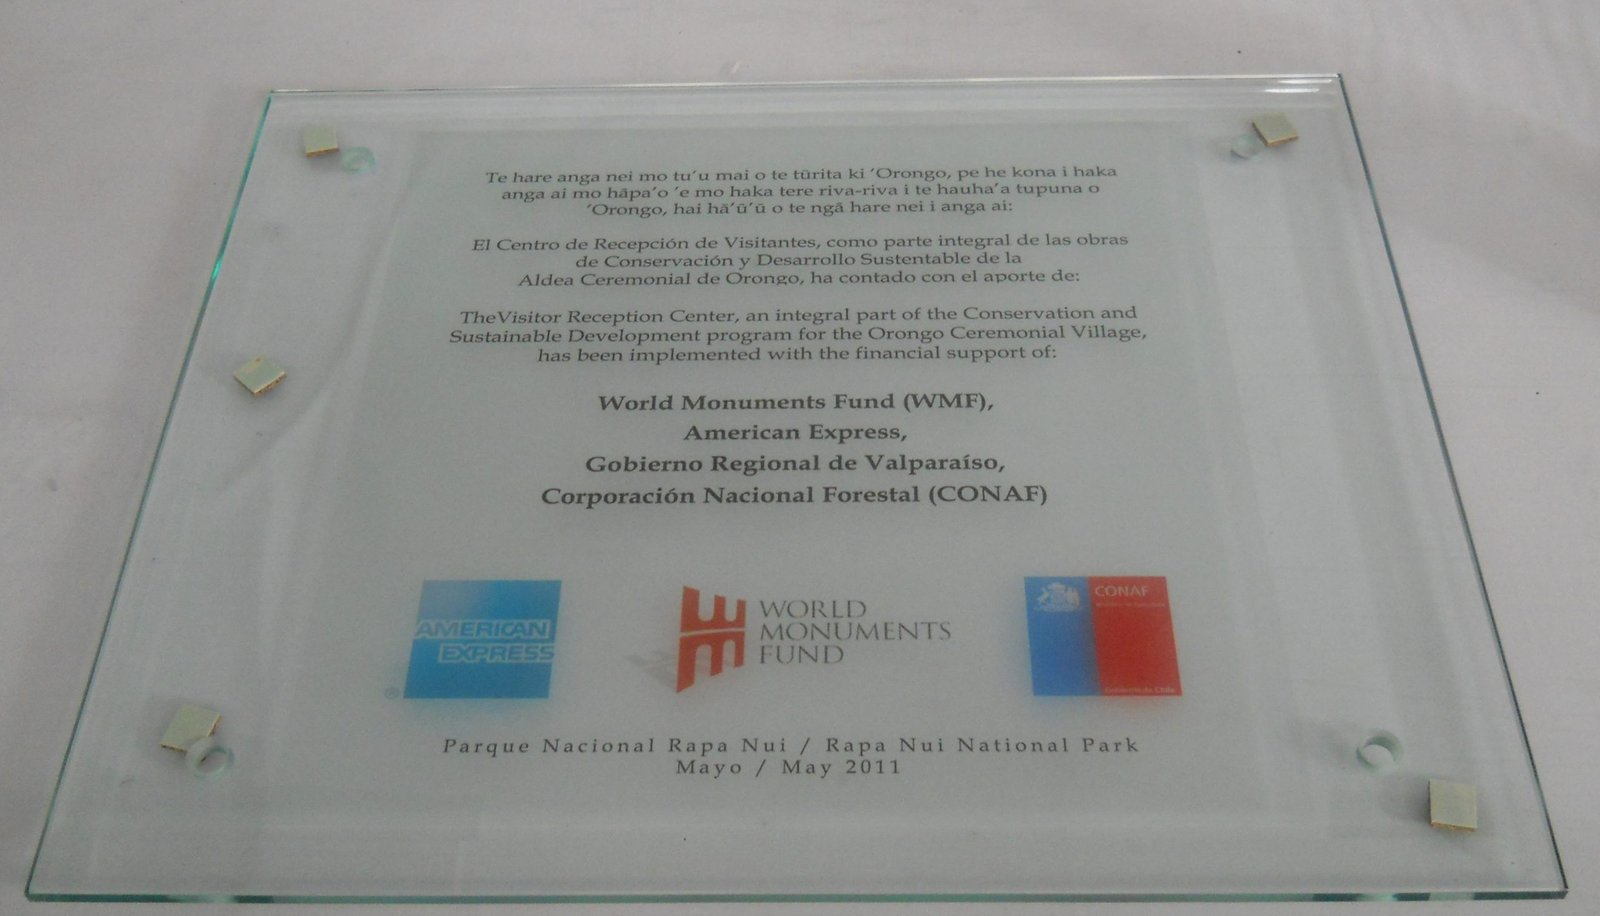 Te hare anga nei mo tu'u mai o te tūrita ki 'Orongo, pe he kona i haka
anga ai mo hāpa'o 'e mo haka tere riva-riva i te hauha'a tupuna o
'Orongo, hai hā'ū'ū o te ngā hare nei i anga ai:
El Centro de Recepción de Visitantes, como parte integral de las obras
de Conservación y Desarrollo Sustentable de la
Aldea Ceremonial de Orongo, ha contado con el aporte de:
TheVisitor Reception Center, an integral part of the Conservation and
Sustainable Development program for the Orongo Ceremonial Village,
has been implemented with the financial support of:
World Monuments Fund (WMF),
American Express,
Gobierno Regional de Valparaíso,
Corporación Nacional Forestal (CONAF)
AMERICAN
EXPRESS
®
WORLD
MONUMENTS
FUND
CONAF
Gobierno de Chile
Parque Nacional Rapa Nui / Rapa Nui National Park
Mayo / May 2011